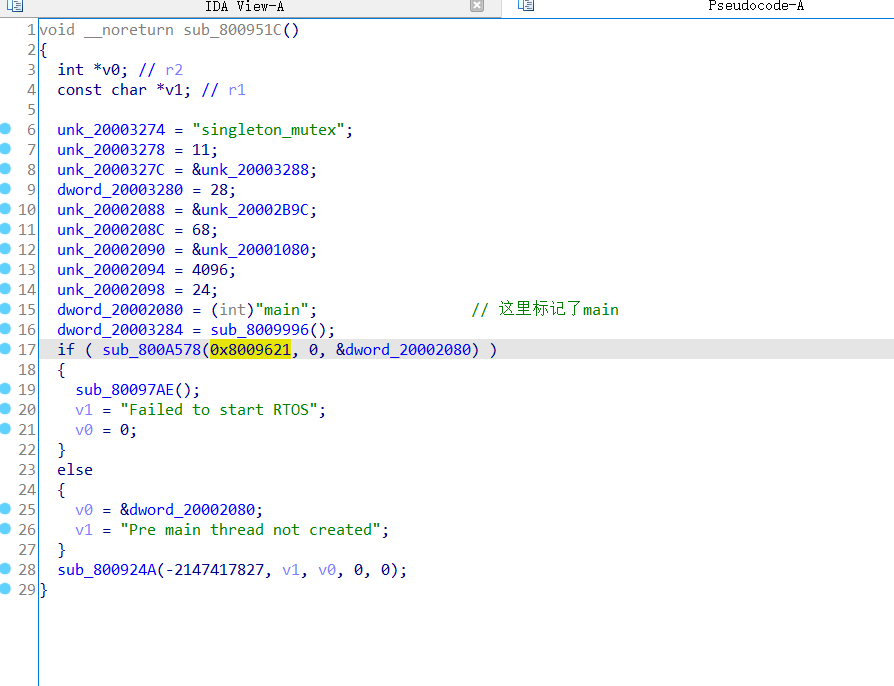 IDA View-A
Pseudocode-A
1 void __noreturn sub_800951C()
2 {
3   int *v0; // r2
4   const char *v1; // r1
5
6   unk_20003274 = "singleton_mutex";
7   unk_20003278 = 11;
8   unk_2000327C = &unk_20003288;
9   dword_20003280 = 28;
10   unk_20002088 = &unk_20002B9C;
11   unk_2000208C = 68;
12   unk_20002090 = &unk_20001080;
13   unk_20002094 = 4096;
14   unk_20002098 = 24;
15   dword_20002080 = (int)"main"; // 这里标记了main
16   dword_20003284 = sub_8009996();
17   if ( sub_800A578(0x8009621, 0, &dword_20002080) )
18   {
19     sub_80097AE();
20     v1 = "Failed to start RTOS";
21     v0 = 0;
22   }
23   else
24   {
25     v0 = &dword_20002080;
26     v1 = "Pre main thread not created";
27   }
28   sub_800924A(-2147417827, v1, v0, 0, 0);
29 }